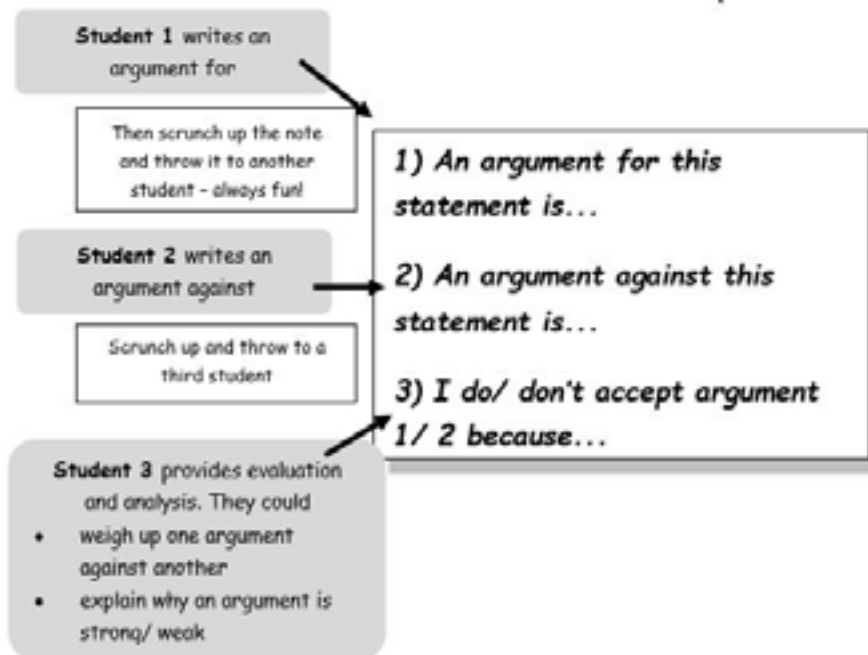 Student 1 writes an
argument for
Then scrunch up the note
and throw it to another
student – always fun!
Student 2 writes an
argument against
Scrunch up and throw to a
third student
Student 3 provides evaluation
and analysis. They could
• weigh up one argument
against another
• explain why an argument is
strong/ weak
1) An argument for this
statement is...
2) An argument against this
statement is...
3) I do/ don't accept argument
1/ 2 because...